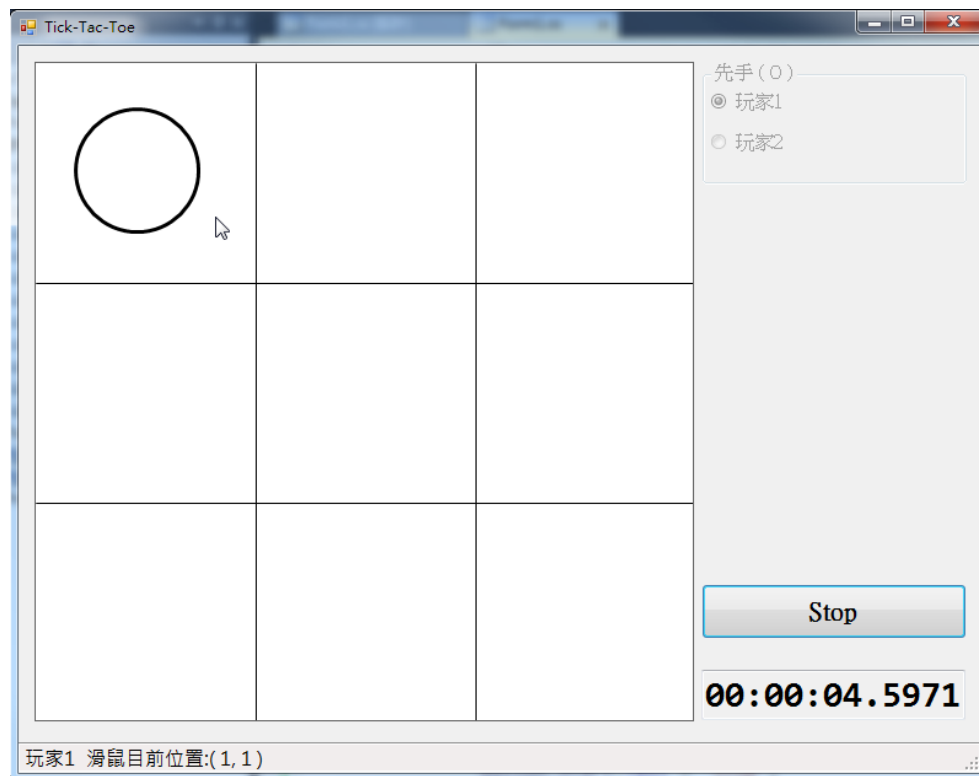 Tick-Tac-Toe
先手(O)
玩家1
玩家2
Stop
00:00:04.5971
玩家1 滑鼠目前位置:(1, 1)